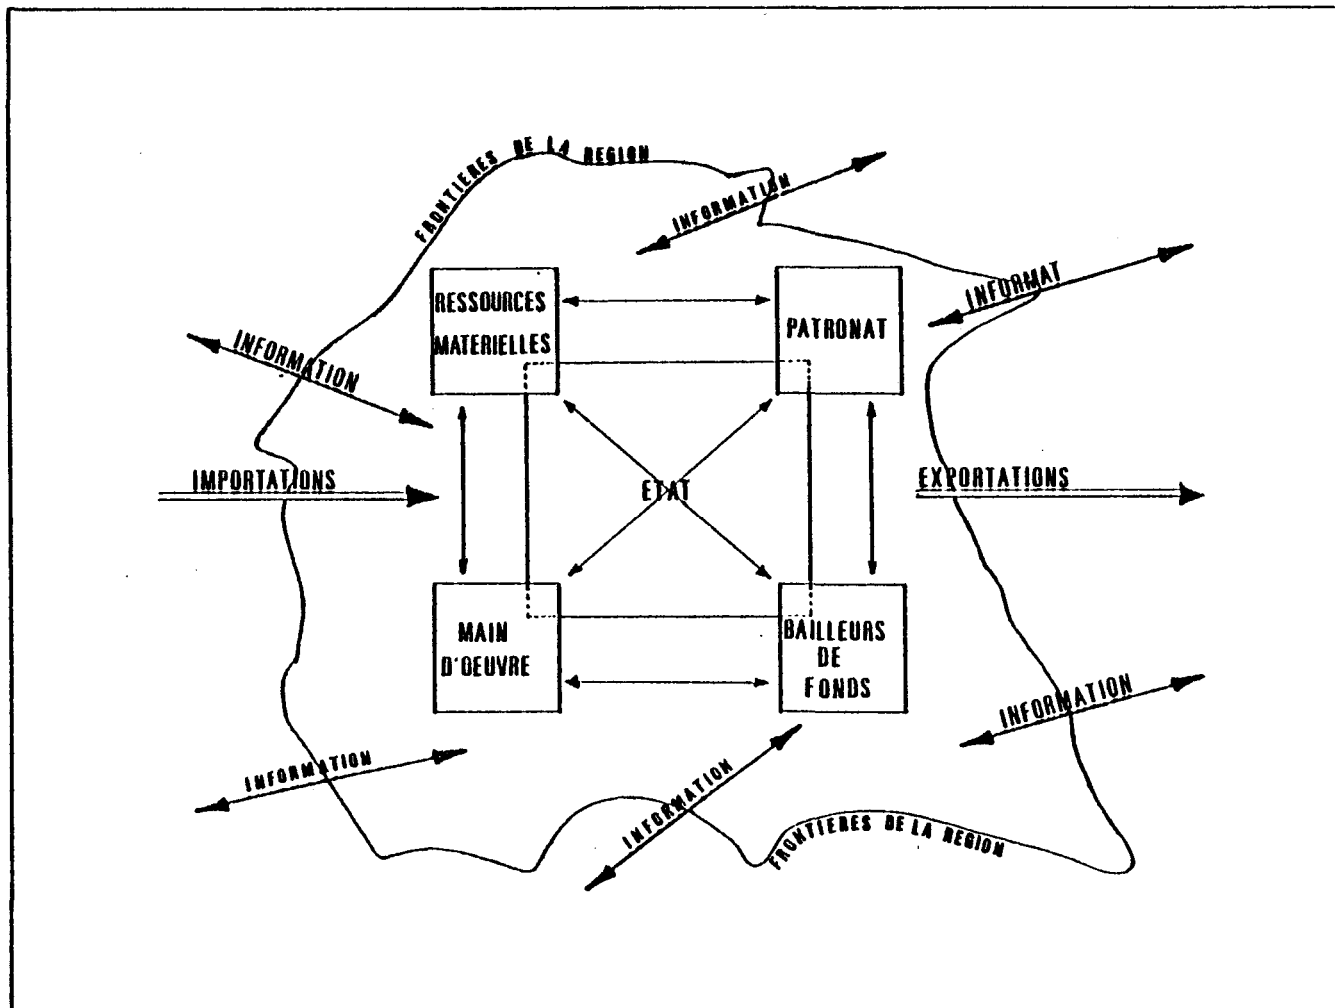 FRONTIERES DE LA REGION
INFORMATION
INFORMAT
RESSOURCES
MATERIELLES
PATRONAT
INFORMATION
IMPORTATIONS
ETAT
EXPORTATIONS
MAIN
D'OEUVRE
BAILLEURS
DE
FONDS
INFORMATION
INFORMATION
INFORMATION
FRONTIERES DE LA REGION